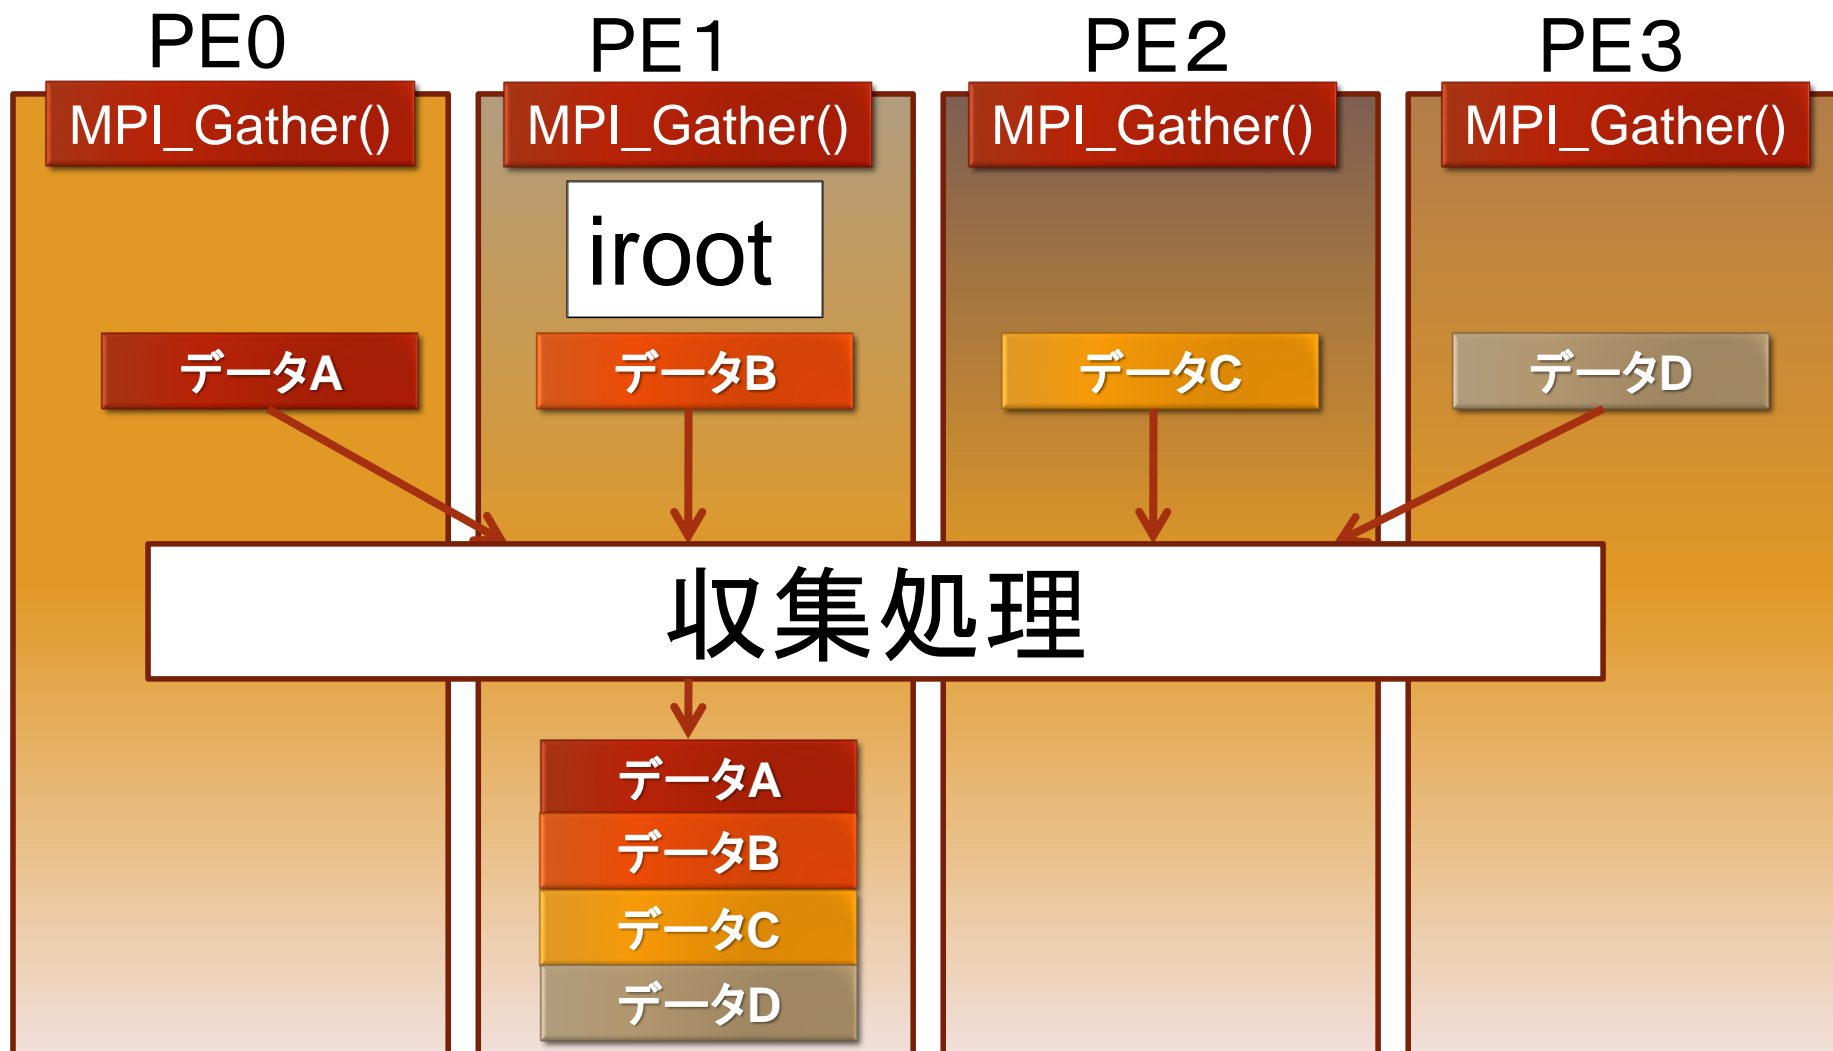 PE0
PE1
PE2
PE3
MPI_Gather()
MPI_Gather()
MPI_Gather()
MPI_Gather()
iroot
データA
データB
データC
データD
収集処理
データA
データB
データC
データD